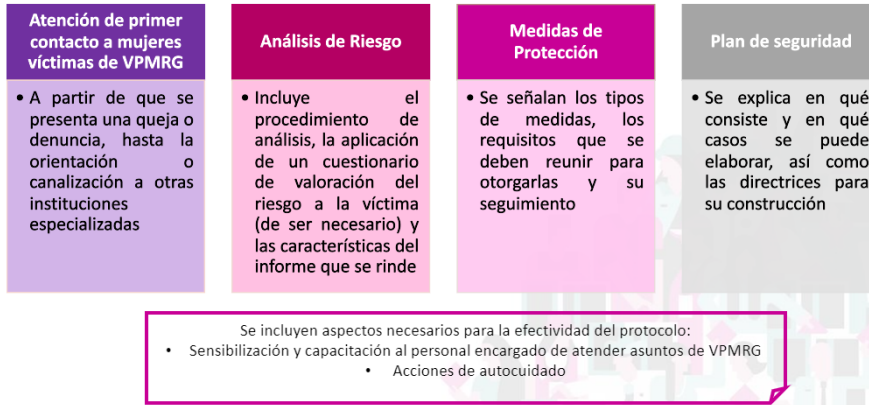 Atención de primer
contacto a mujeres
víctimas de VPMRG
• A partir de que se
presenta una queja o
denuncia, hasta la
orientación o
canalización a otras
instituciones
especializadas
Análisis de Riesgo
• Incluye el
procedimiento de
análisis, la aplicación
de un cuestionario
de valoración del
riesgo a la víctima
(de ser necesario) y
las características del
informe que se rinde
Medidas de
Protección
• Se señalan los tipos
de medidas, los
requisitos que se
deben reunir para
otorgarlas y su
seguimiento
Plan de seguridad
• Se explica en qué
consiste y en qué
casos se puede
elaborar, así como
las directrices para
su construcción
Se incluyen aspectos necesarios para la efectividad del protocolo:
• Sensibilización y capacitación al personal encargado de atender asuntos de VPMRG
• Acciones de autocuidado